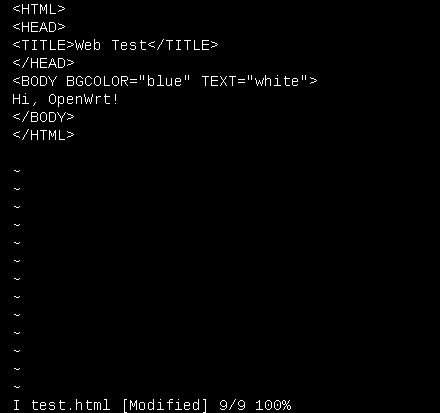 <HTML>
<HEAD>
<TITLE>Web Test</TITLE>
</HEAD>
<BODY BGCOLOR="blue" TEXT="white">
Hi, OpenWrt!
</BODY>
</HTML>
~
~
~
~
~
~
~
~
~
~
~
~
~
I test.html [Modified] 9/9 100%